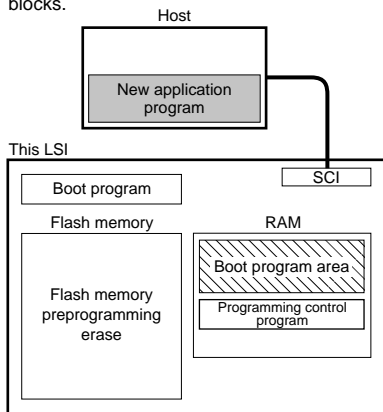 blocks.
Host
New application
program
This LSI
SCI
Boot program
Flash memory
RAM
Boot program area
Flash memory
preprogramming
erase
Programming control
program